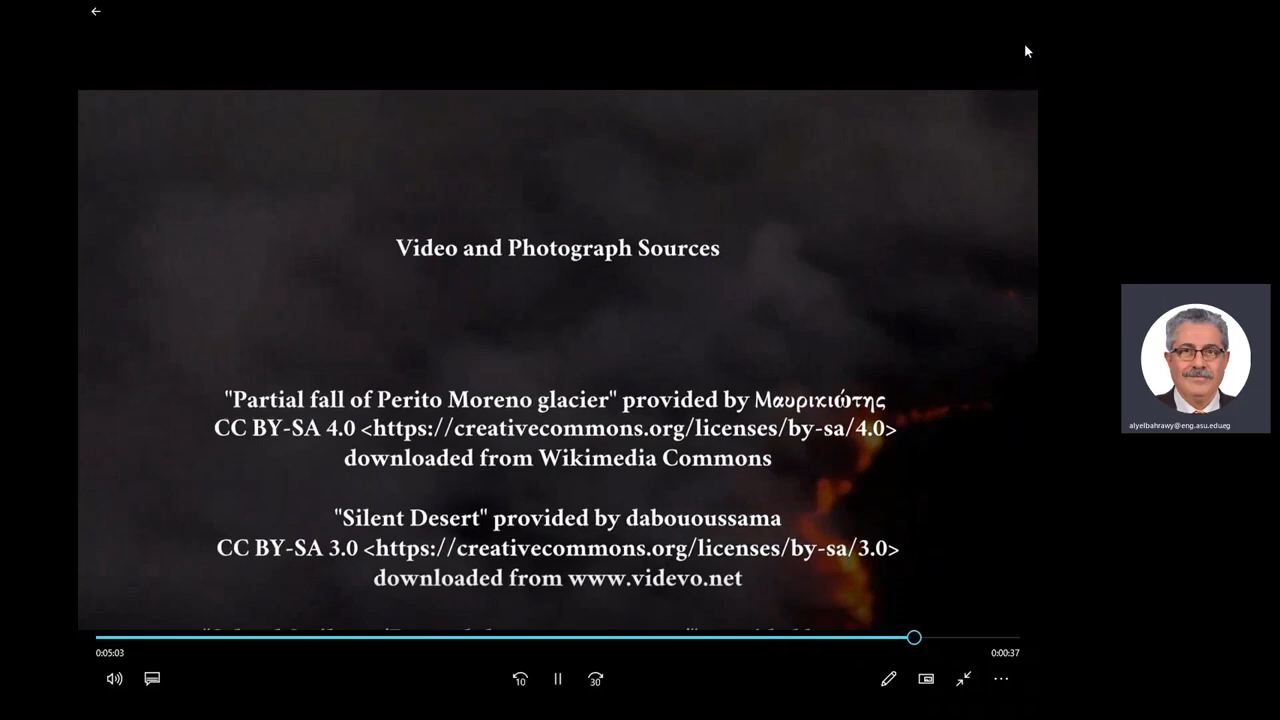 Video and Photograph Sources
"Partial fall of Perito Moreno glacier" provided by Μαυρικιώτης
CC BY-SA 4.0 <https://creativecommons.org/licenses/by-sa/4.0>
downloaded from Wikimedia Commons
"Silent Desert" provided by dabououssama
CC BY-SA 3.0 <https://creativecommons.org/licenses/by-sa/3.0>
downloaded from www.videvo.net
alyelbahrawy@eng.asu.edu.eg
0:05:03
0:00:37
10
30